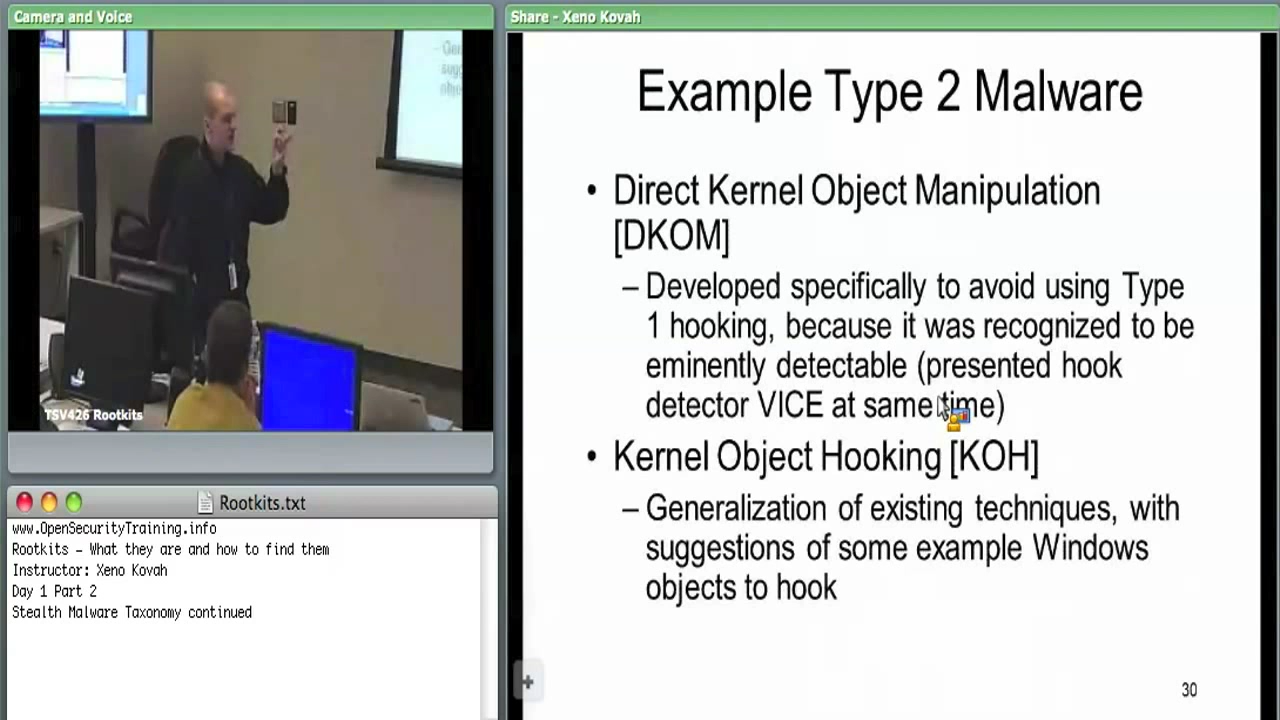 Camera and Voice
TSV426 Rootkits
Rootkits.txt
www.OpenSecurityTraining.info
Rootkits – What they are and how to find them
Instructor: Xeno Kovah
Day 1 Part 2
Stealth Malware Taxonomy continued
Share - Xeno Kovah
Example Type 2 Malware
• Direct Kernel Object Manipulation
[DKOM]
– Developed specifically to avoid using Type
1 hooking, because it was recognized to be
eminently detectable (presented hook
detector VICE at same time)
• Kernel Object Hooking [KOH]
– Generalization of existing techniques, with
suggestions of some example Windows
objects to hook
30